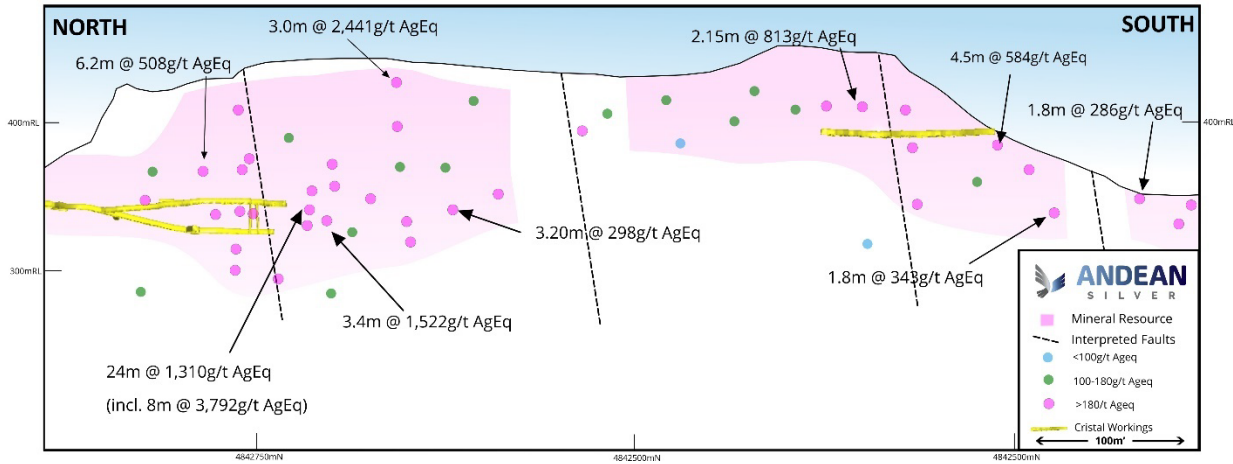 NORTH
SOUTH
3.0m @ 2,441g/t AgEq
2.15m @ 813g/t AgEq
6.2m @ 508g/t AgEq
4.5m @ 584g/t AgEq
1.8m @ 286g/t AgEq
400mRL
400mRL
3.20m @ 298g/t AgEq
300mRL
1.8m @ 343g/t AgEq
3.4m @ 1,522g/t AgEq
24m @ 1,310g/t AgEq
(incl. 8m @ 3,792g/t AgEq)
ANDEAN
SILVER
Mineral Resource
Interpreted Faults
<100g/t Ageq
100-180g/t Ageq
>180/t Ageq
Cristal Workings
100m'
4842750mN
4842500mN
4842500mN